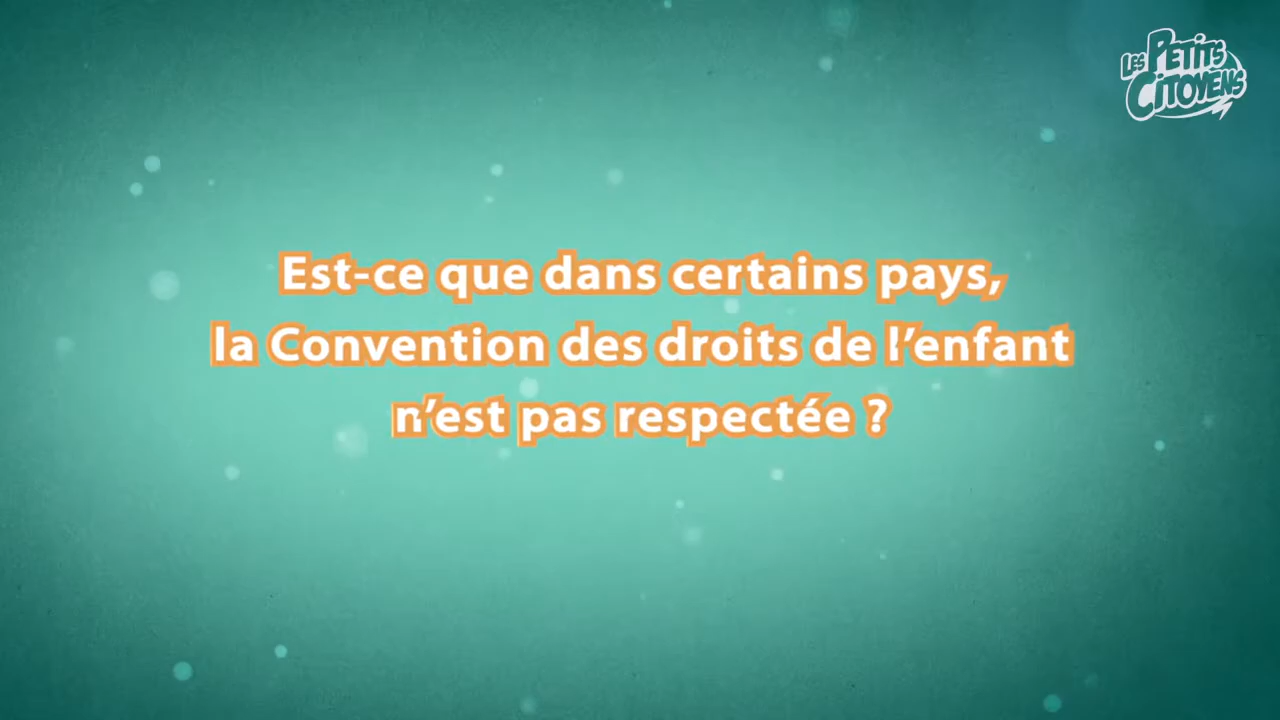 LES PETITS
CITOYENS
Est-ce que dans certains pays,
la Convention des droits de l’enfant
n’est pas respectée ?